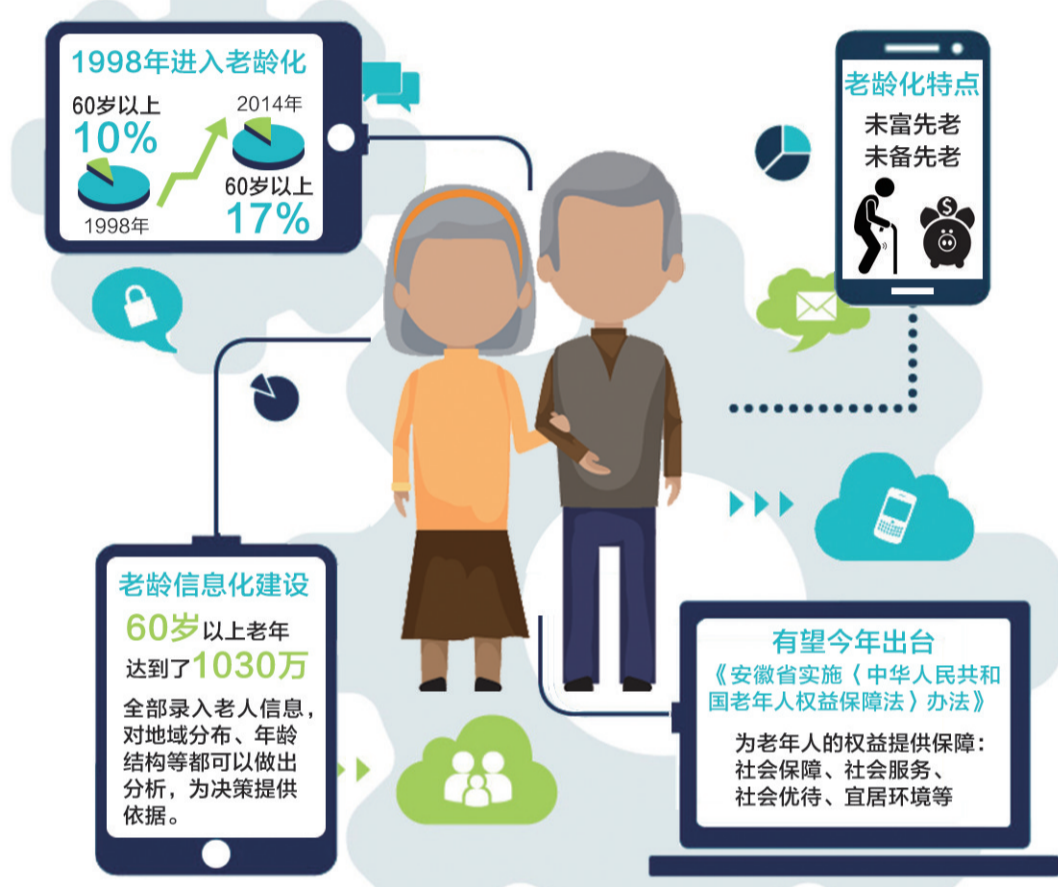 1998年进入老龄化
60岁以上
10%
1998年
2014年
60岁以上
17%
老龄化特点
未富先老
未备先老
$
老龄信息化建设
60岁以上老年
达到了1030万
全部录入老人信息,
对地域分布、年龄
结构等都可以做出
分析,为决策提供
依据。
有望今年出台
《安徽省实施〈中华人民共和
国老年人权益保障法〉办法》
为老年人的权益提供保障:
社会保障、社会服务、
社会优待、宜居环境等